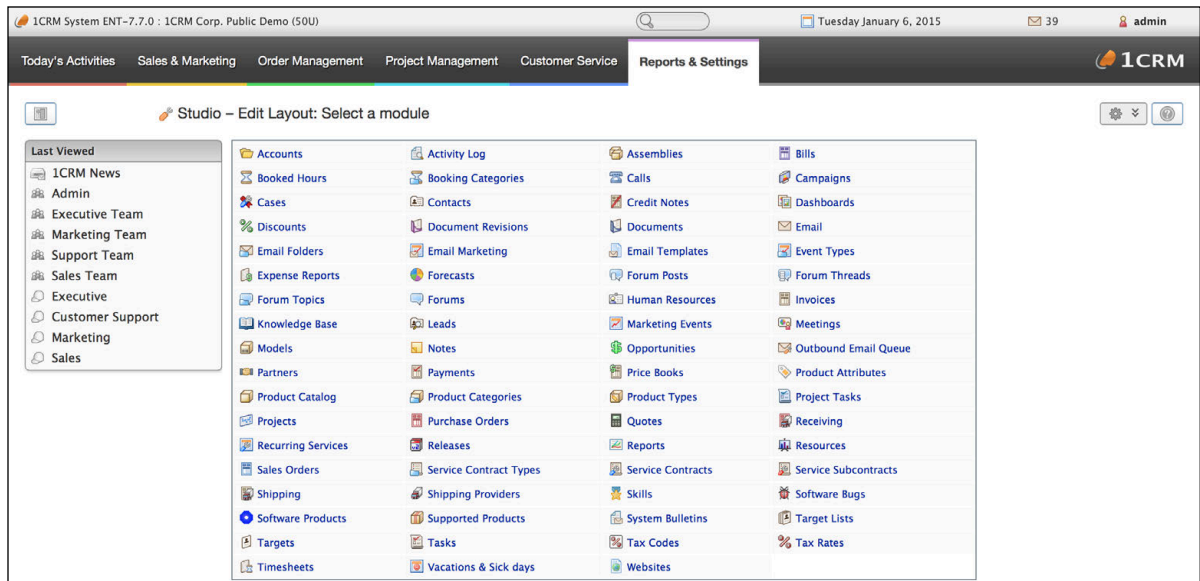 1CRM System ENT-7.7.0 : 1CRM Corp. Public Demo (50U) Tuesday January 6, 2015 39 admin
Today's Activities Sales & Marketing Order Management Project Management Customer Service Reports & Settings 1CRM
Studio – Edit Layout: Select a module
Last Viewed
1CRM News
Admin
Executive Team
Marketing Team
Support Team
Sales Team
Executive
Customer Support
Marketing
Sales
Accounts Activity Log Assemblies Bills
Booked Hours Booking Categories Calls Campaigns
Cases Contacts Credit Notes Dashboards
Discounts Document Revisions Documents Email
Email Folders Email Marketing Email Templates Event Types
Expense Reports Forecasts Forum Posts Forum Threads
Forum Topics Forums Human Resources Invoices
Knowledge Base Leads Marketing Events Meetings
Models Notes Opportunities Outbound Email Queue
Partners Payments Price Books Product Attributes
Product Catalog Product Categories Product Types Project Tasks
Projects Purchase Orders Quotes Receiving
Recurring Services Releases Reports Resources
Sales Orders Service Contract Types Service Contracts Service Subcontracts
Shipping Shipping Providers Skills Software Bugs
Software Products Supported Products System Bulletins Target Lists
Targets Tasks Tax Codes Tax Rates
Timesheets Vacations & Sick days Websites